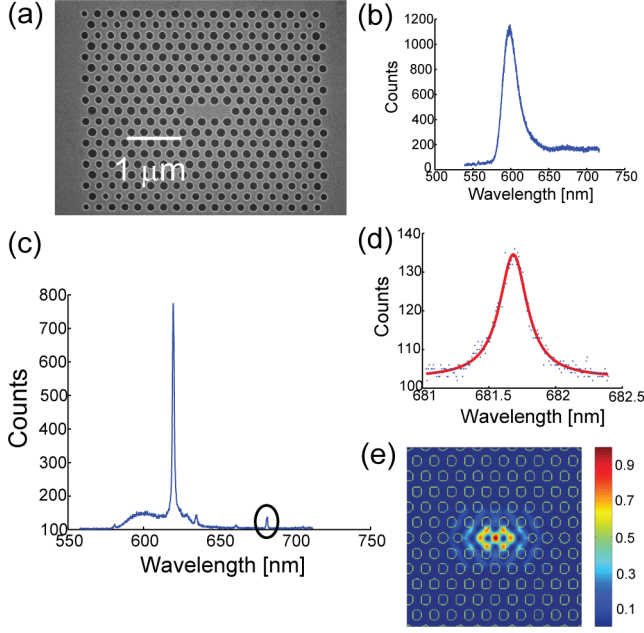 (a)
1 μm
(b)
1200
1000
800
600
400
200
0
500 550 600 650 700 750
Counts
Wavelength [nm]
(c)
800
700
600
500
400
300
200
100
550 600 650 700 750
Counts
Wavelength [nm]
(d)
140
130
120
110
100
681 681.5 682 682.5
Counts
Wavelength [nm]
(e)
0.9
0.7
0.5
0.3
0.1